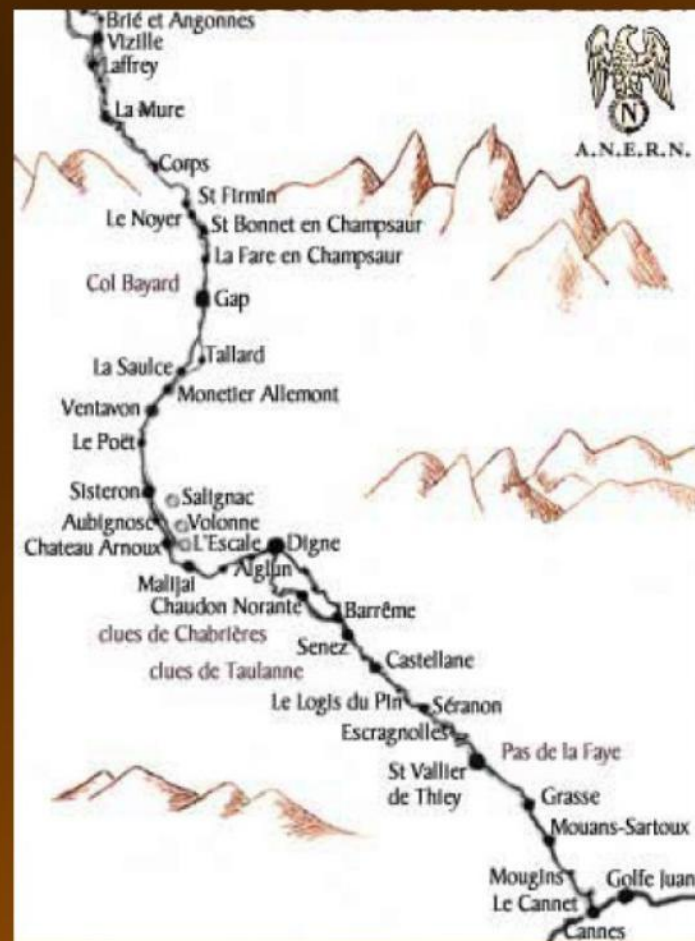 Brié et Angonnes
Vizille
Laffrey
N
A.N.E.R.N.
La Mure
Corps
St Firmin
Le Noyer
St Bonnet en Champsaur
La Fare en Champsaur
Col Bayard
Gap
Tallard
La Saulce
Monetier Allemont
Ventavon
Le Poët
Sisteron
Salignac
Aubignosc
Volonne
Chateau Arnoux
L'Escale
Digne
Aiglun
Malijai
Chaudon Norante
Barrême
clues de Chabrières
Senez
clues de Taulanne
Castellane
Le Logis du Pin
Séranon
Escragnolles
Pas de la Faye
St Vallier
de Thiey
Grasse
Mouans-Sartoux
Mougins
Golfe Juan
Le Cannet
Cannes